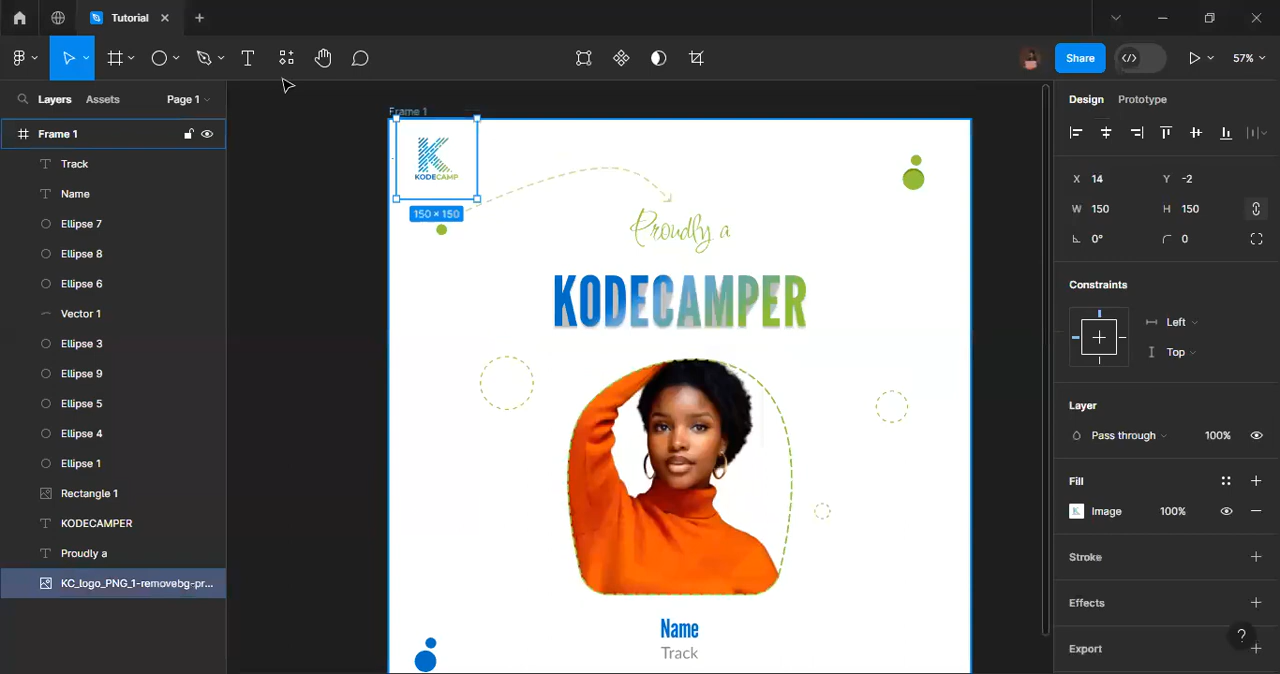 Tutorial
Share
57%
Layers
Assets
Page 1
Frame 1
Track
Name
Ellipse 7
Ellipse 8
Ellipse 6
Vector 1
Ellipse 3
Ellipse 9
Ellipse 5
Ellipse 4
Ellipse 1
Rectangle 1
KODECAMPER
Proudly a
KC_logo_PNG_1-removebg-pr...
Frame 1
KODECAMP
150 × 150
Proudly a
KODECAMPER
Name
Track
Design
Prototype
X 14
Y -2
W 150
H 150
0°
0
Constraints
Left
Top
Layer
Pass through
100%
Fill
Image
100%
Stroke
Effects
Export
?